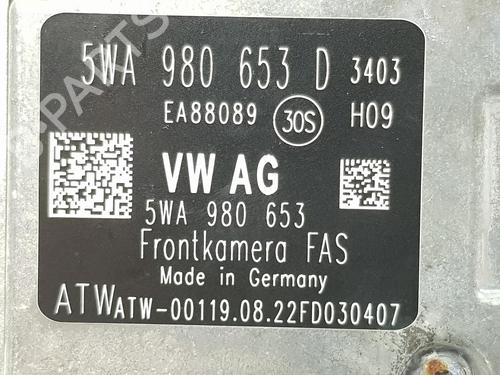 5WA 980 653 D 3403
EA88089 30S H09
VW AG
5WA 980 653
Frontkamera FAS
Made in Germany
ATW ATW-00119.08.22FD030407